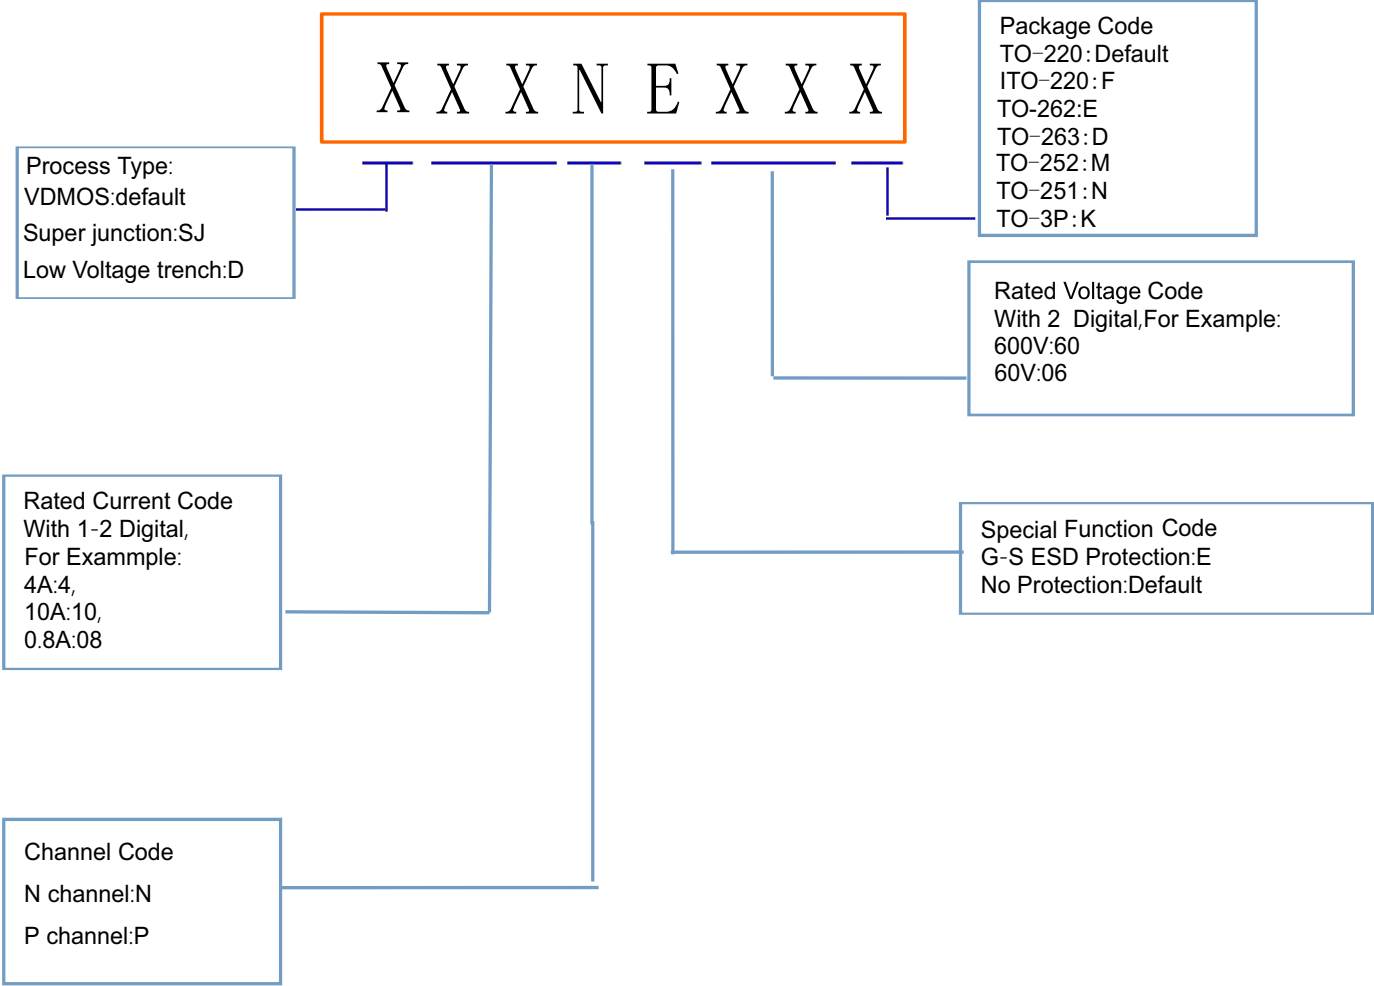 X X X N E X X X
Package Code
TO-220:Default
ITO-220:F
TO-262:E
TO-263:D
TO-252:M
TO-251:N
TO-3P:K
Process Type:
VDMOS:default
Super junction:SJ
Low Voltage trench:D
Rated Voltage Code
With 2 Digital,For Example:
600V:60
60V:06
Rated Current Code
With 1-2 Digital,
For Exammple:
4A:4,
10A:10,
0.8A:08
Special Function Code
G-S ESD Protection:E
No Protection:Default
Channel Code
N channel:N
P channel:P